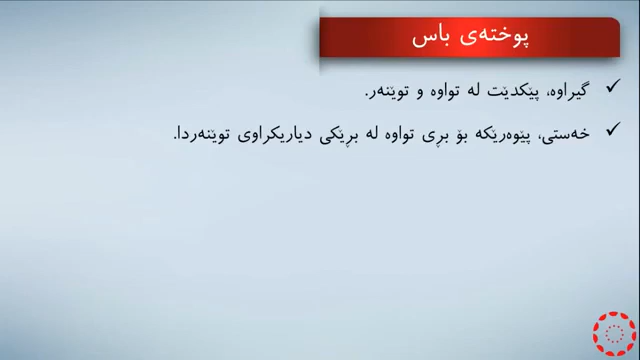 پوختەی باس
گیراوە، پێکدێت لە تواوە و توێنەر.
خەستی، پێوەرێکە بۆ بڕی تواوە لە بڕێکی دیاریکراوی توێنەردا.